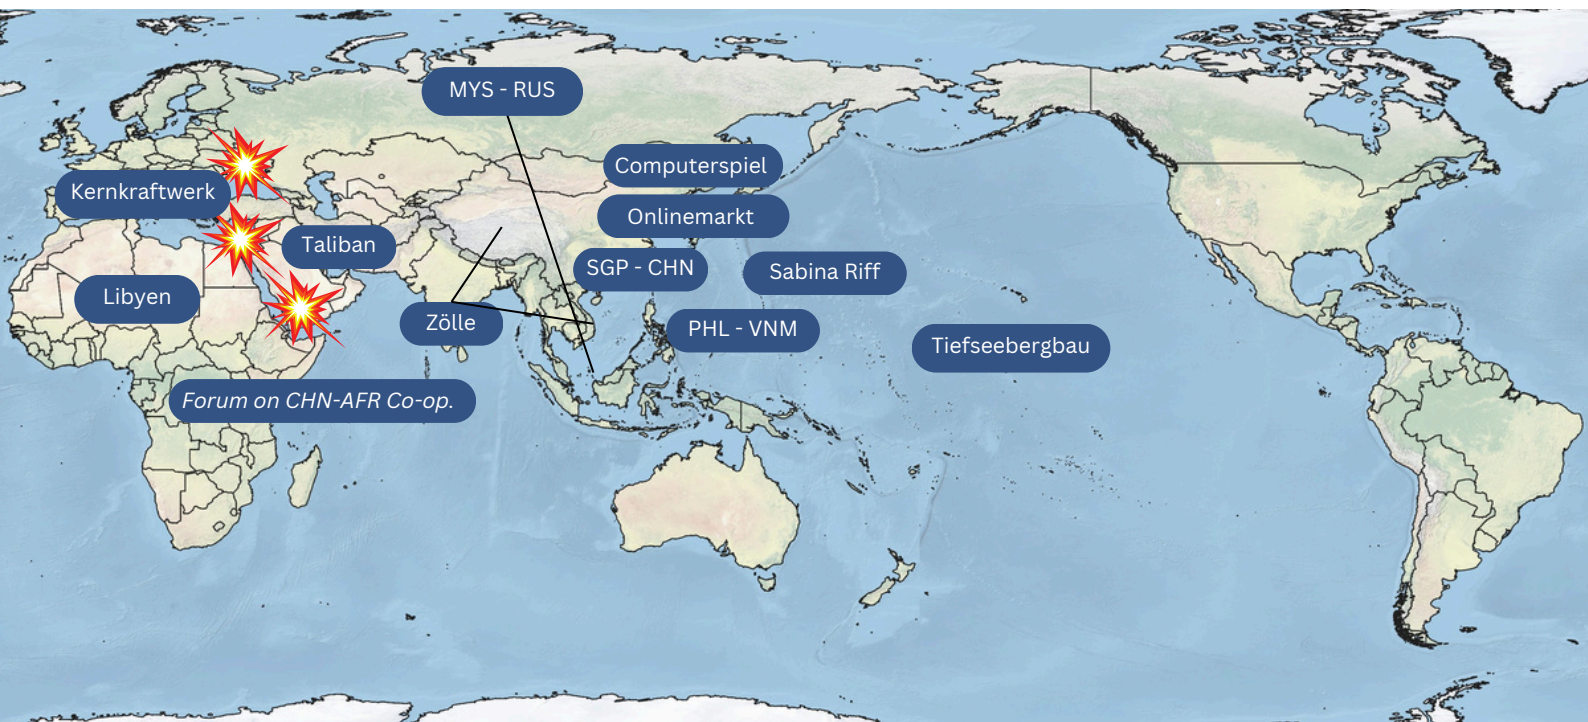 MYS - RUS
Computerspiel
Kernkraftwerk
Onlinemarkt
Taliban
SGP - CHN
Sabina Riff
Libyen
Zölle
PHL - VNM
Tiefseebergbau
Forum on CHN-AFR Co-op.